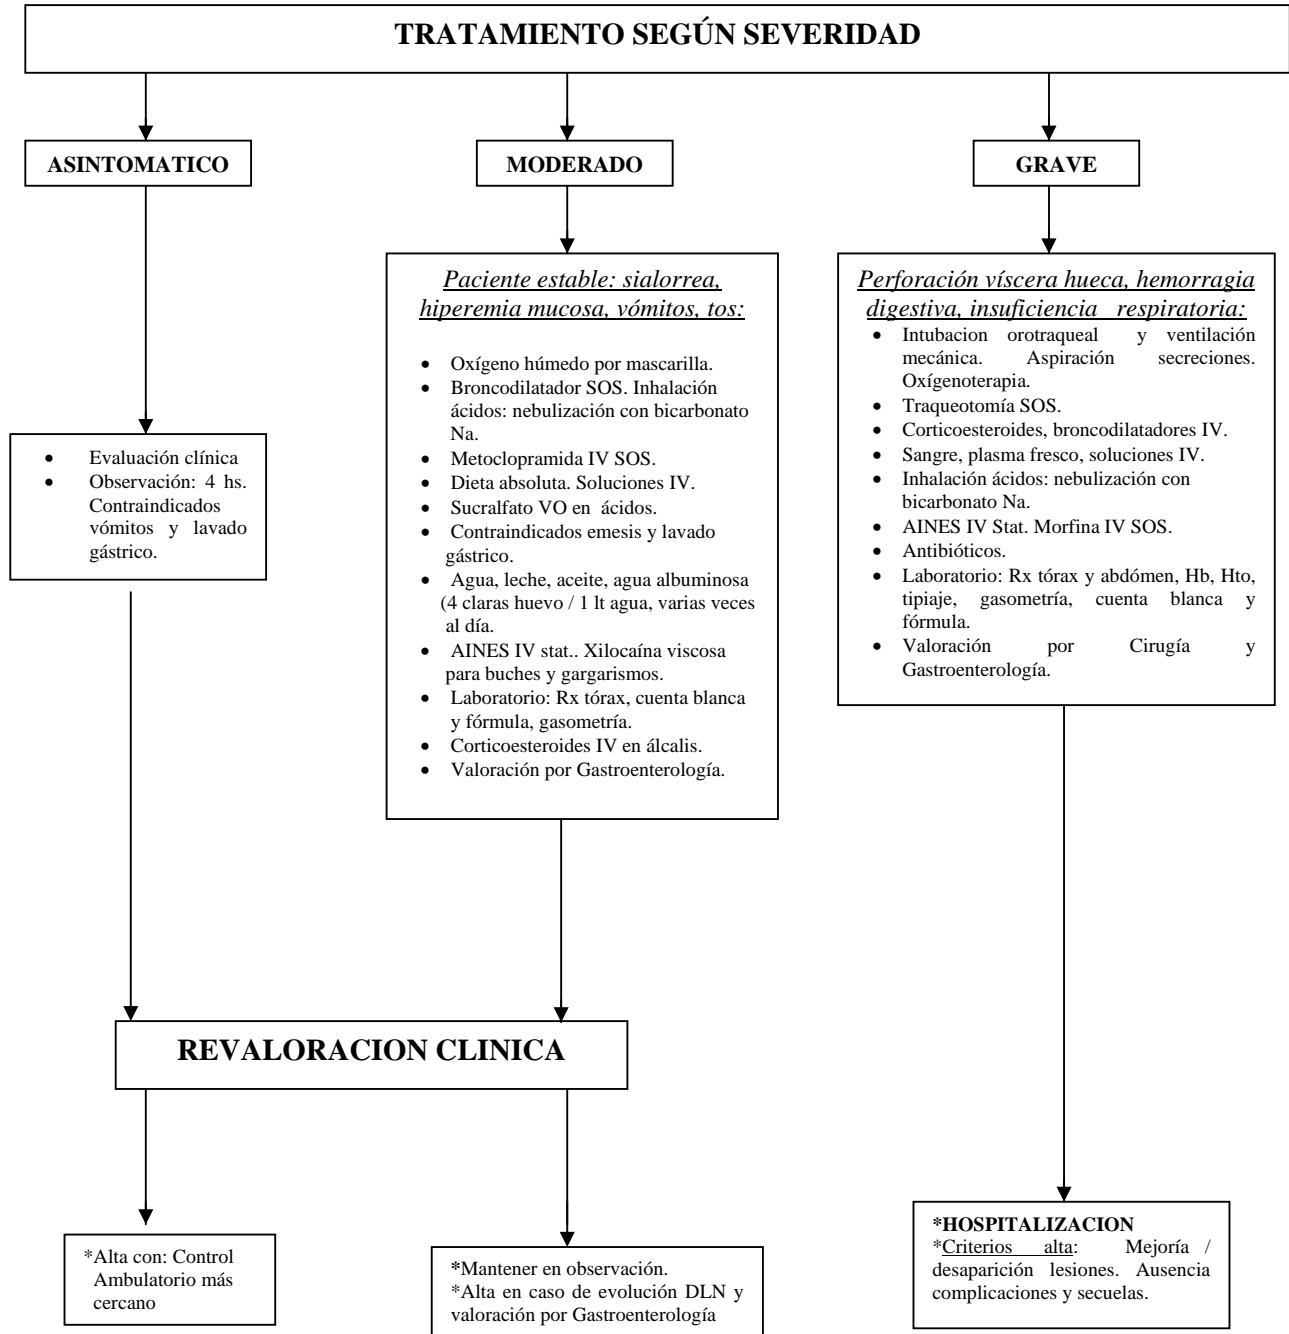 TRATAMIENTO SEGÚN SEVERIDAD
ASINTOMATICO
MODERADO
GRAVE
• Evaluación clínica
• Observación: 4 hs.
Contraindicados
vómitos y lavado
gástrico.
Paciente estable: sialorrea,
hiperemia mucosa, vómitos, tos:
• Oxígeno húmedo por mascarilla.
• Broncodilatador SOS. Inhalación
ácidos: nebulización con bicarbonato
Na.
• Metoclopramida IV SOS.
• Dieta absoluta. Soluciones IV.
• Sucralfato VO en ácidos.
• Contraindicados emesis y lavado
gástrico.
• Agua, leche, aceite, agua albuminosa
(4 claras huevo / 1 lt agua, varias veces
al día.
• AINES IV stat.. Xilocaína viscosa
para buches y gargarismos.
• Laboratorio: Rx tórax, cuenta blanca
y fórmula, gasometría.
• Corticoesteroides IV en álcalis.
• Valoración por Gastroenterología.
Perforación víscera hueca, hemorragia
digestiva, insuficiencia respiratoria:
• Intubacion orotraqueal y ventilación
mecánica. Aspiración secreciones.
Oxígenoterapia.
• Traqueotomía SOS.
• Corticoesteroides, broncodilatadores IV.
• Sangre, plasma fresco, soluciones IV.
• Inhalación ácidos: nebulización con
bicarbonato Na.
• AINES IV Stat. Morfina IV SOS.
• Antibióticos.
• Laboratorio: Rx tórax y abdómen, Hb, Hto,
tipiaje, gasometría, cuenta blanca y
fórmula.
• Valoración por Cirugía y
Gastroenterología.
REVALORACION CLINICA
*Alta con: Control
Ambulatorio más
cercano
*Mantener en observación.
*Alta en caso de evolución DLN y
valoración por Gastroenterología
*HOSPITALIZACION
*Criterios alta: Mejoría /
desaparición lesiones. Ausencia
complicaciones y secuelas.